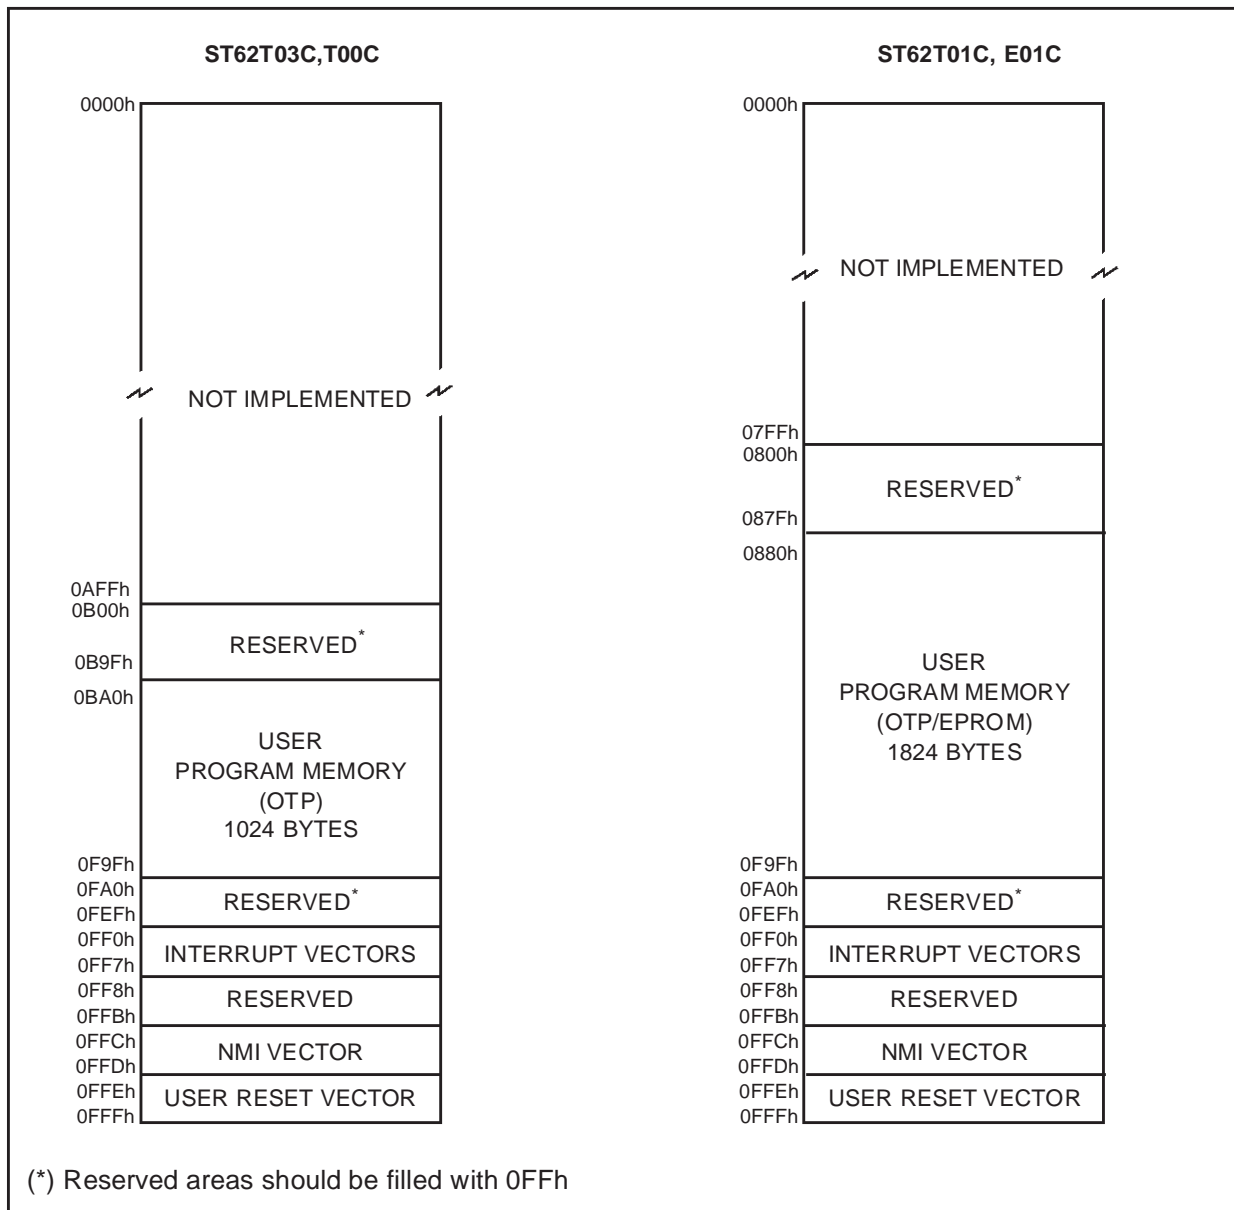 ST62T03C,T00C
0000h
NOT IMPLEMENTED
0AFFh
0B00h
RESERVED*
0B9Fh
0BA0h
USER
PROGRAM MEMORY
(OTP)
1024 BYTES
0F9Fh
0FA0h
RESERVED*
0FEFh
0FF0h
INTERRUPT VECTORS
0FF7h
0FF8h
RESERVED
0FFBh
0FFCh
NMI VECTOR
0FFDh
0FFEh
USER RESET VECTOR
0FFFh
ST62T01C, E01C
0000h
NOT IMPLEMENTED
07FFh
0800h
RESERVED*
087Fh
0880h
USER
PROGRAM MEMORY
(OTP/EPROM)
1824 BYTES
0F9Fh
0FA0h
RESERVED*
0FEFh
0FF0h
INTERRUPT VECTORS
0FF7h
0FF8h
RESERVED
0FFBh
0FFCh
NMI VECTOR
0FFDh
0FFEh
USER RESET VECTOR
0FFFh
(*) Reserved areas should be filled with 0FFh